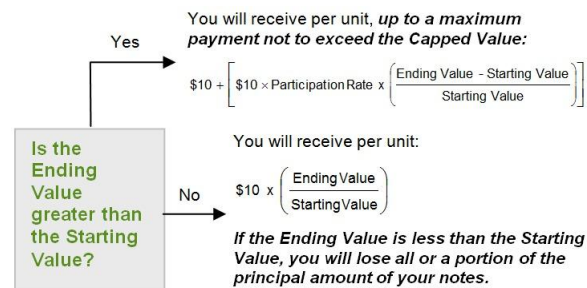 You will receive per unit, up to a maximum
payment not to exceed the Capped Value:
Yes
$10 + [ $10 × Participation Rate x ( Ending Value - Starting Value / Starting Value ) ]
Is the
Ending
Value
greater than
the Starting
Value?
No
You will receive per unit:
$10 x ( Ending Value / Starting Value )
If the Ending Value is less than the Starting
Value, you will lose all or a portion of the
principal amount of your notes.